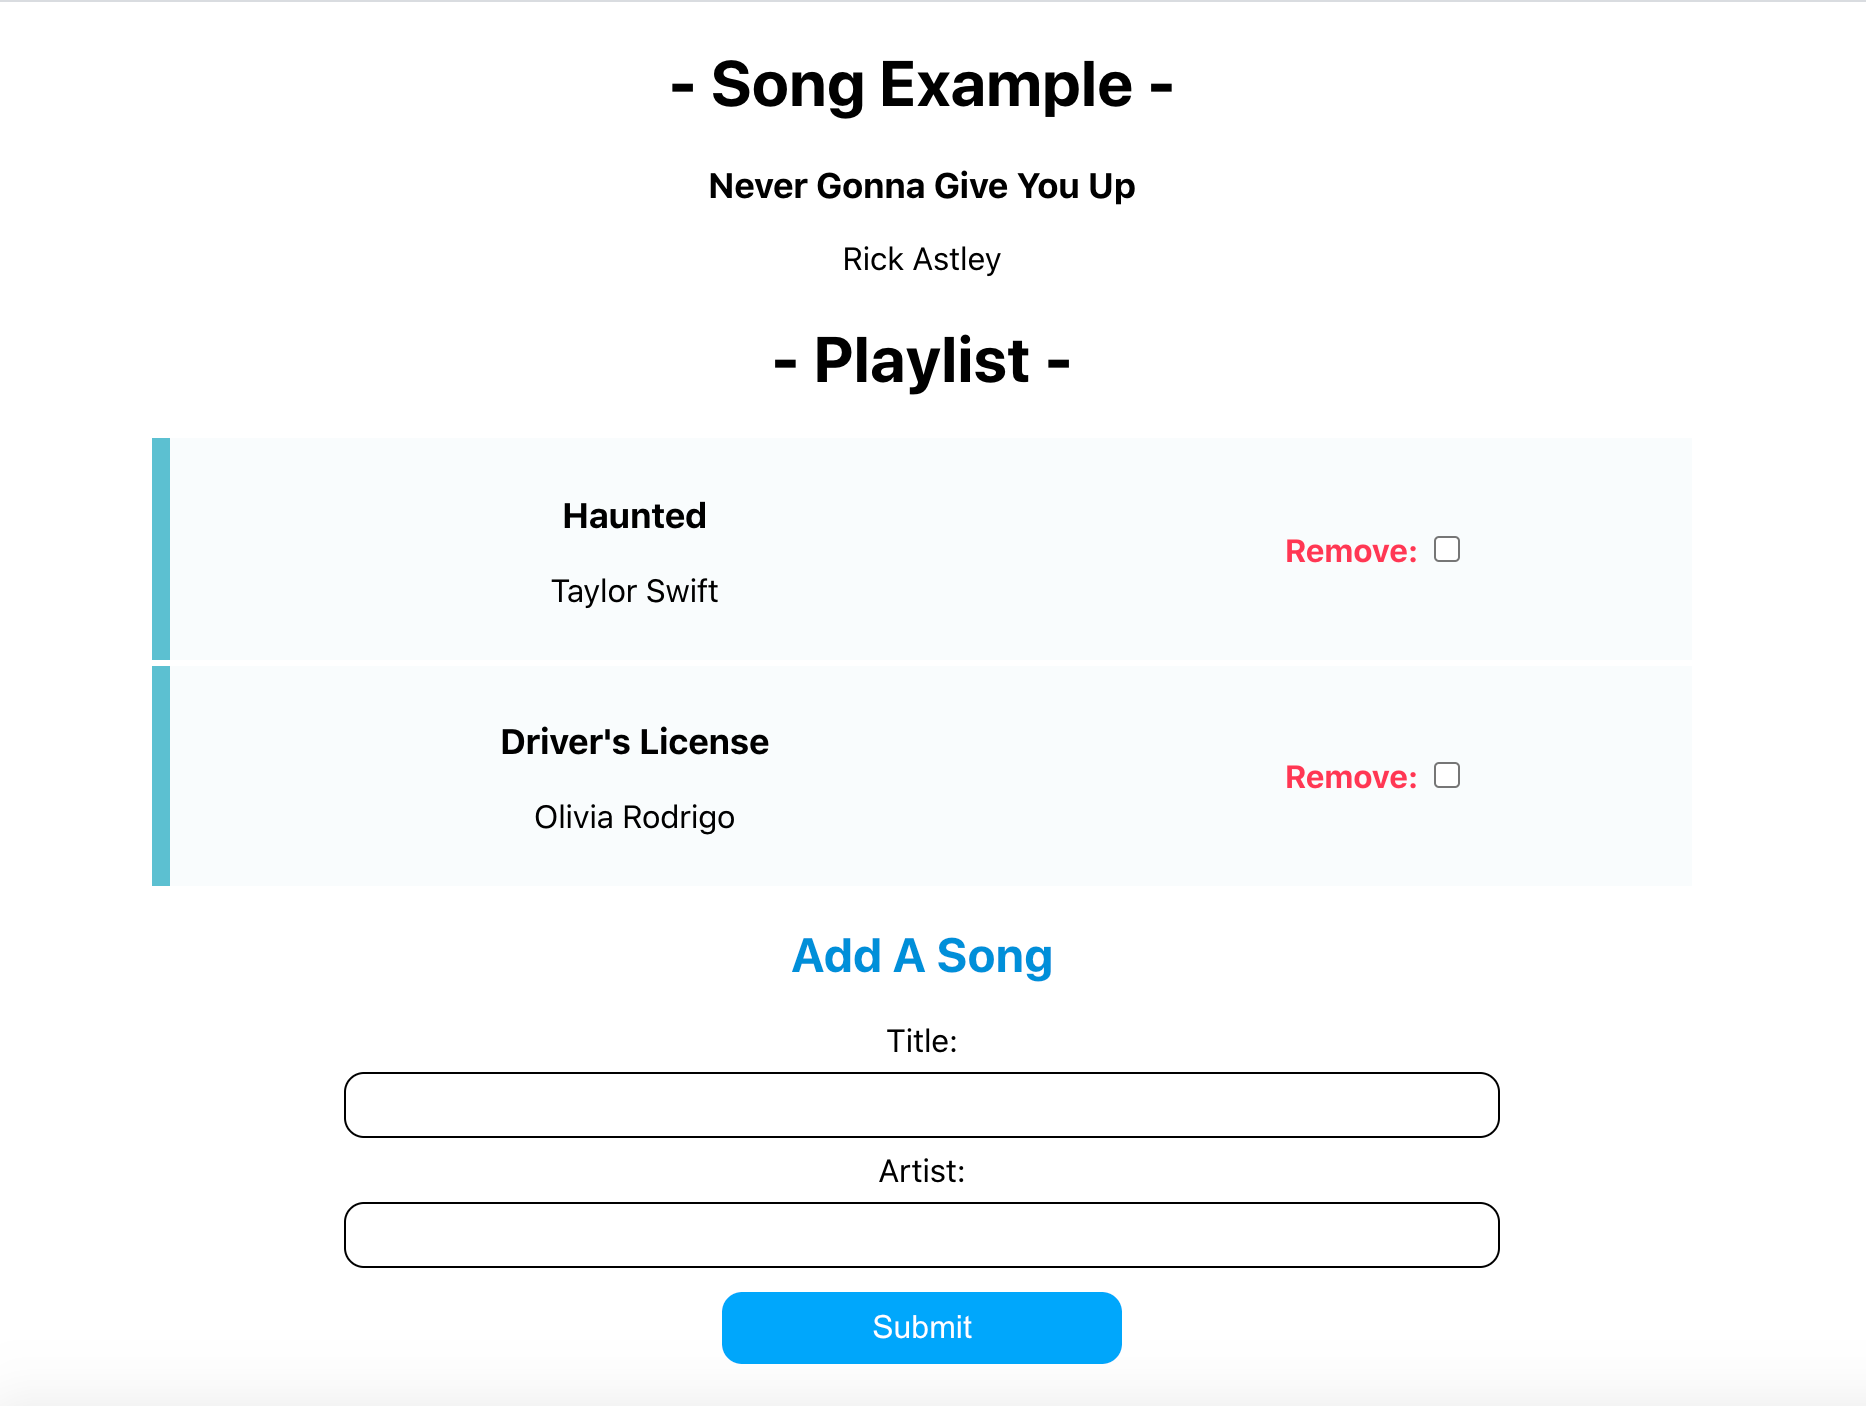 - Song Example -
Never Gonna Give You Up
Rick Astley
- Playlist -
Haunted
Taylor Swift
Remove:
Driver's License
Olivia Rodrigo
Remove:
Add A Song
Title:
Artist:
Submit